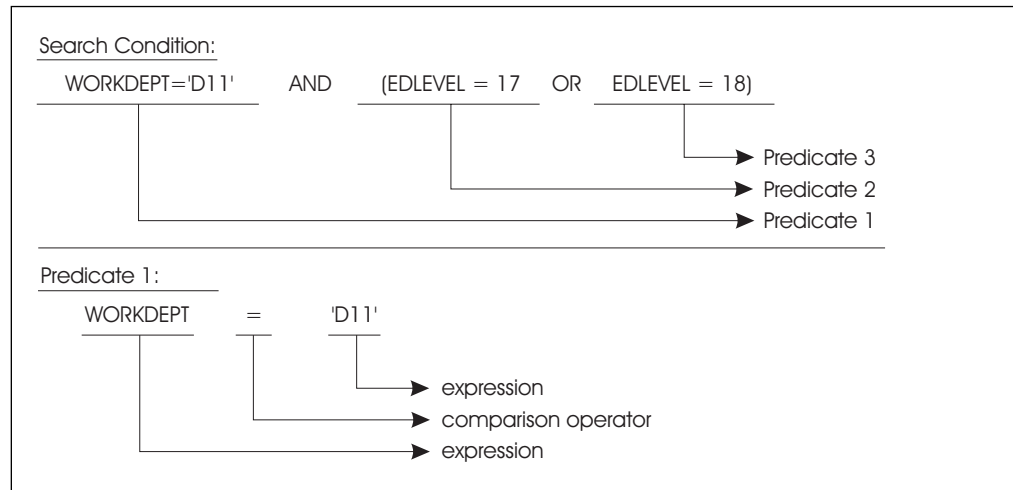 Search Condition:
WORKDEPT='D11' AND (EDLEVEL = 17 OR EDLEVEL = 18)
Predicate 3
Predicate 2
Predicate 1
Predicate 1:
WORKDEPT = 'D11'
expression
comparison operator
expression